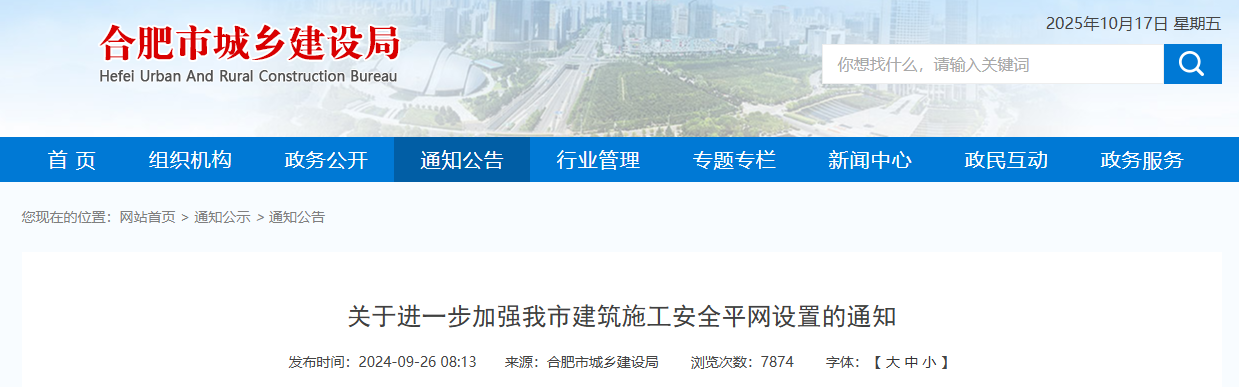 合肥市城乡建设局
Hefei Urban And Rural Construction Bureau
2025年10月17日 星期五
你想找什么，请输入关键词
首 页 组织机构 政务公开 通知公告 行业管理 专题专栏 新闻中心 政民互动 政务服务
您现在的位置：网站首页 > 通知公示 > 通知公告
关于进一步加强我市建筑施工安全平网设置的通知
发布时间：2024-09-26 08:13 来源：合肥市城乡建设局 浏览次数：7874 字体：【 大 中 小 】